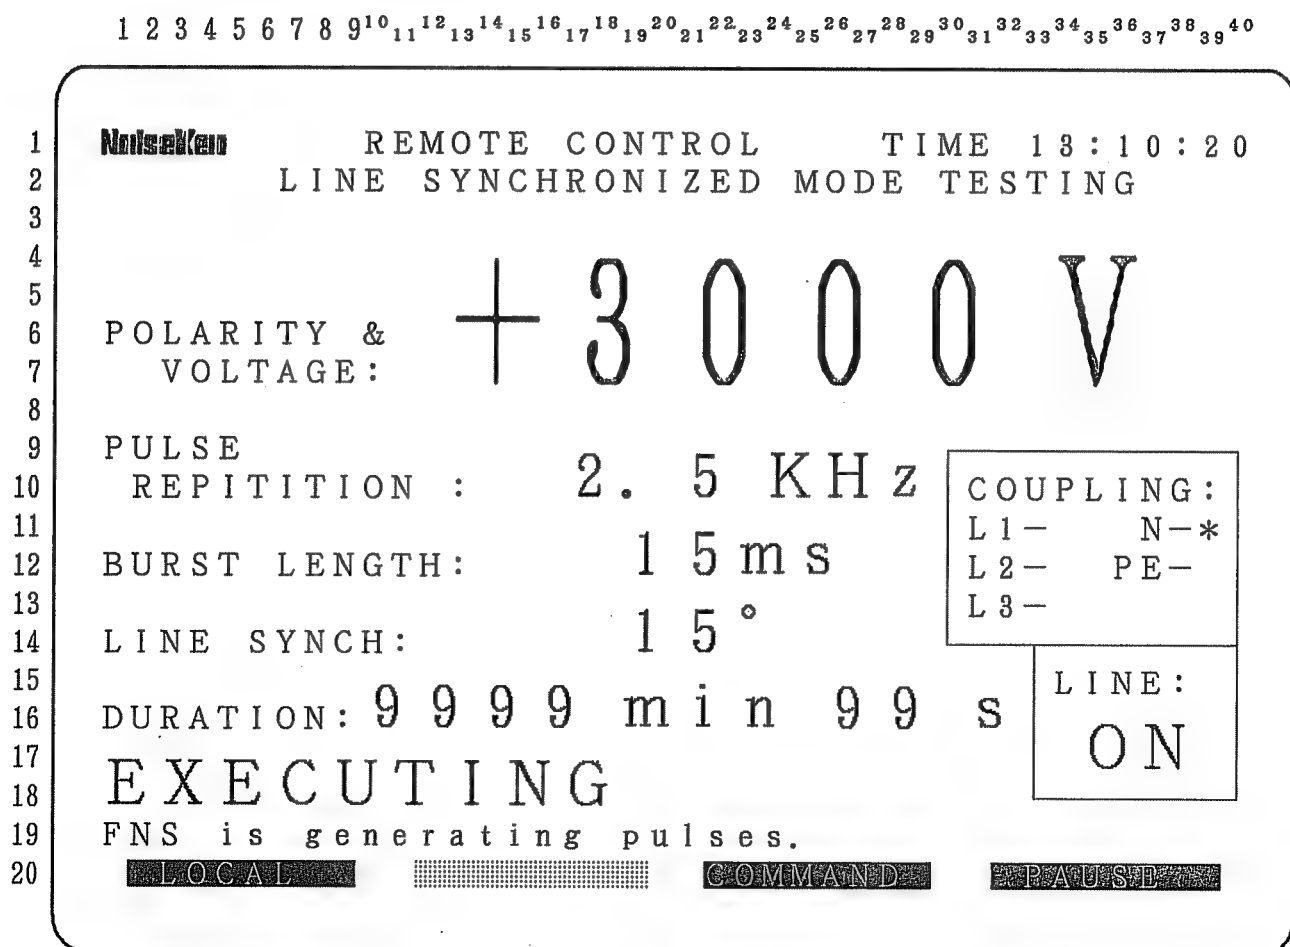 1 2 3 4 5 6 7 8 9 10 11 12 13 14 15 16 17 18 19 20 21 22 23 24 25 26 27 28 29 30 31 32 33 34 35 36 37 38 39 40
1 NoiseKen REMOTE CONTROL TIME 13:10:20
2 LINE SYNCHRONIZED MODE TESTING
3
4
5 +3000V
6 POLARITY &
7 VOLTAGE:
8
9 PULSE
10 REPITITION : 2.5 KHz COUPLING:
11 L1- N-*
12 BURST LENGTH: 15ms L2- PE-
13 L3-
14 LINE SYNCH: 15°
15 LINE:
16 DURATION: 9999 min 99 s
17 ON
18 EXECUTING
19 FNS is generating pulses.
20 LOCAL COMMAND PAUSE